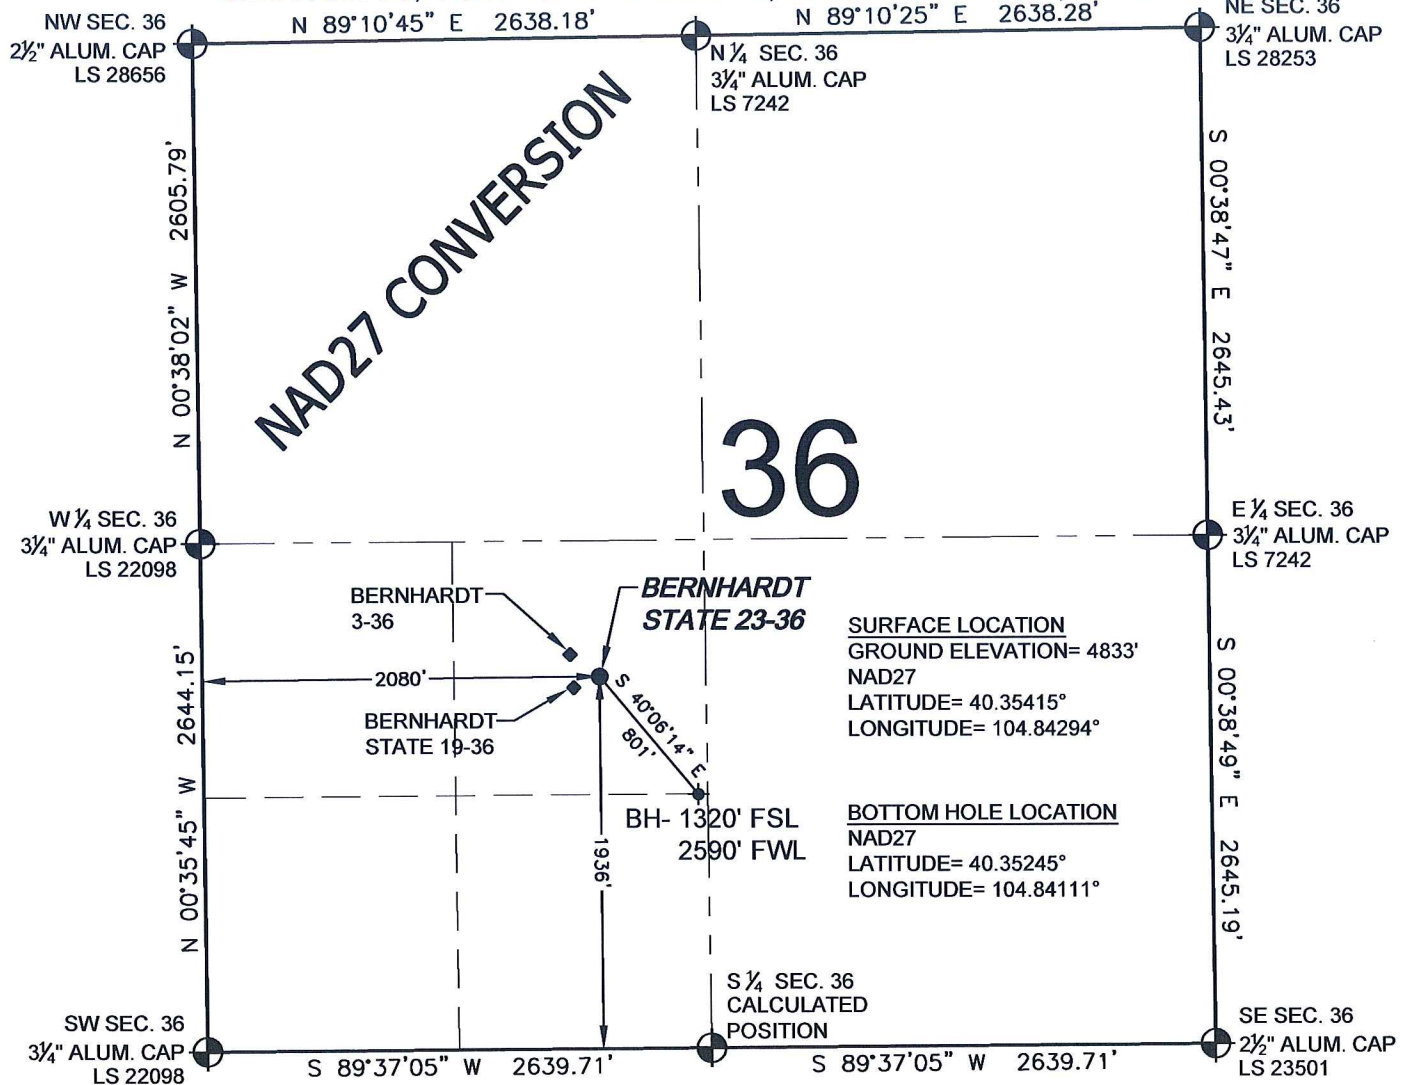 NW SEC. 36
2½" ALUM. CAP
LS 28656
N 89°10'45" E 2638.18'
N 89°10'25" E 2638.28'
NE SEC. 36
3¼" ALUM. CAP
LS 28253
N ¼ SEC. 36
3¼" ALUM. CAP
LS 7242
NAD27 CONVERSION
N 00°38'02" W 2605.79'
S 00°38'47" E 2645.43'
36
W ¼ SEC. 36
3¼" ALUM. CAP
LS 22098
E ¼ SEC. 36
3¼" ALUM. CAP
LS 7242
BERNHARDT
3-36
BERNHARDT
STATE 23-36
2080'
BERNHARDT
STATE 19-36
S 40°06'14" E
801'
SURFACE LOCATION
GROUND ELEVATION= 4833'
NAD27
LATITUDE= 40.35415°
LONGITUDE= 104.84294°
N 00°35'45" W 2644.15'
S 00°38'49" E 2645.19'
BH- 1320' FSL
2590' FWL
1936'
BOTTOM HOLE LOCATION
NAD27
LATITUDE= 40.35245°
LONGITUDE= 104.84111°
S ¼ SEC. 36
CALCULATED
POSITION
SW SEC. 36
3¼" ALUM. CAP
LS 22098
S 89°37'05" W 2639.71'
S 89°37'05" W 2639.71'
SE SEC. 36
2½" ALUM. CAP
LS 23501